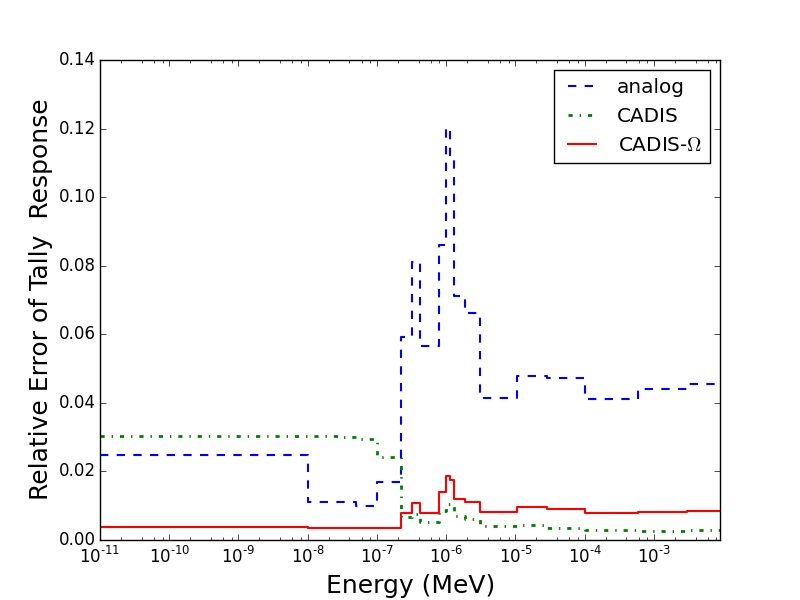 0.14
0.12
0.10
0.08
0.06
0.04
0.02
0.00
Relative Error of Tally Response
analog
CADIS
CADIS-Ω
10⁻¹¹ 10⁻¹⁰ 10⁻⁹ 10⁻⁸ 10⁻⁷ 10⁻⁶ 10⁻⁵ 10⁻⁴ 10⁻³
Energy (MeV)